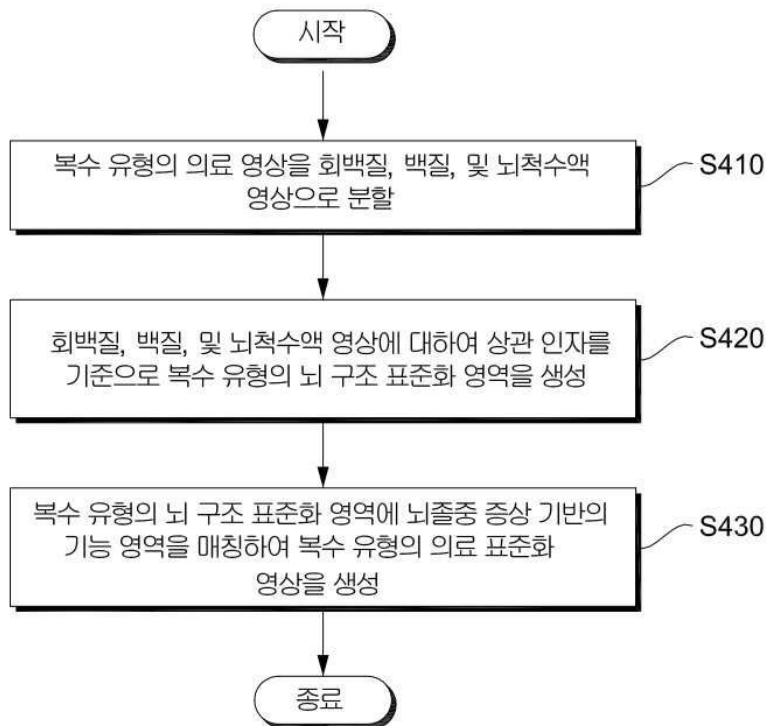 시작
복수 유형의 의료 영상을 회백질, 백질, 및 뇌척수액
영상으로 분할
S410
회백질, 백질, 및 뇌척수액 영상에 대하여 상관 인자를
기준으로 복수 유형의 뇌 구조 표준화 영역을 생성
S420
복수 유형의 뇌 구조 표준화 영역에 뇌졸중 증상 기반의
기능 영역을 매칭하여 복수 유형의 의료 표준화
영상을 생성
S430
종료